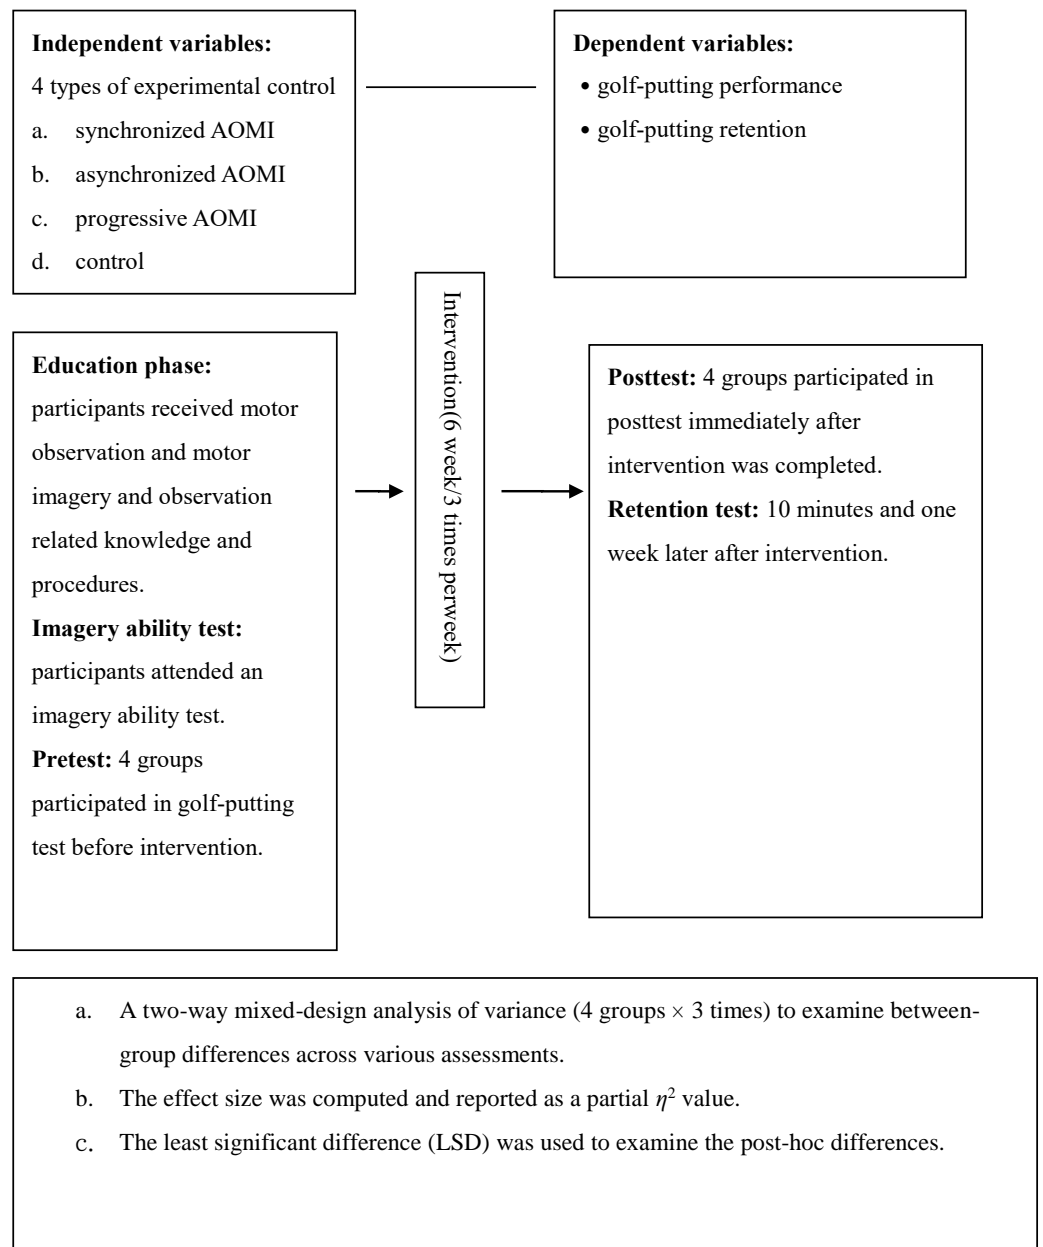 Independent variables:
4 types of experimental control
a. synchronized AOMI
b. asynchronized AOMI
c. progressive AOMI
d. control
Dependent variables:
• golf-putting performance
• golf-putting retention
Education phase:
participants received motor
observation and motor
imagery and observation
related knowledge and
procedures.
Imagery ability test:
participants attended an
imagery ability test.
Pretest: 4 groups
participated in golf-putting
test before intervention.
Intervention(6 week/3 times perweek)
Posttest: 4 groups participated in
posttest immediately after
intervention was completed.
Retention test: 10 minutes and one
week later after intervention.
a. A two-way mixed-design analysis of variance (4 groups × 3 times) to examine between-
group differences across various assessments.
b. The effect size was computed and reported as a partial η² value.
c. The least significant difference (LSD) was used to examine the post-hoc differences.